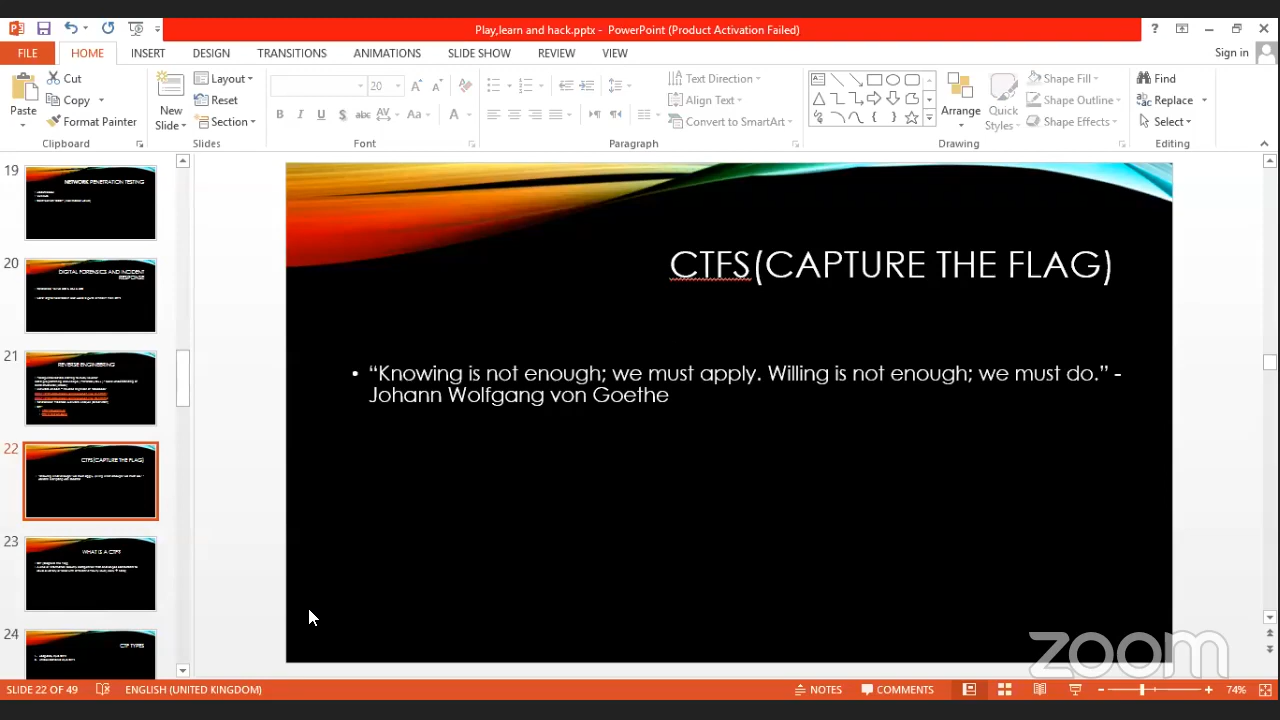 Play,learn and hack.pptx - PowerPoint (Product Activation Failed)
FILE HOME INSERT DESIGN TRANSITIONS ANIMATIONS SLIDE SHOW REVIEW VIEW Sign in
Cut
Copy
Format Painter
Paste
Clipboard
New Slide
Layout
Reset
Section
Slides
20
Font
Text Direction
Align Text
Convert to SmartArt
Paragraph
Arrange
Quick Styles
Shape Fill
Shape Outline
Shape Effects
Drawing
Find
Replace
Select
Editing
19
NETWORK PENETRATION TESTING
20
DIGITAL FORENSICS AND INCIDENT
RESPONSE
21
REVERSE ENGINEERING
22
CTFS(CAPTURE THE FLAG)
23
WHAT IS A CTF?
24
CTF TYPES
CTFS(CAPTURE THE FLAG)
• “Knowing is not enough; we must apply. Willing is not enough; we must do.” -
Johann Wolfgang von Goethe
zoom
SLIDE 22 OF 49 ENGLISH (UNITED KINGDOM) NOTES COMMENTS 74%